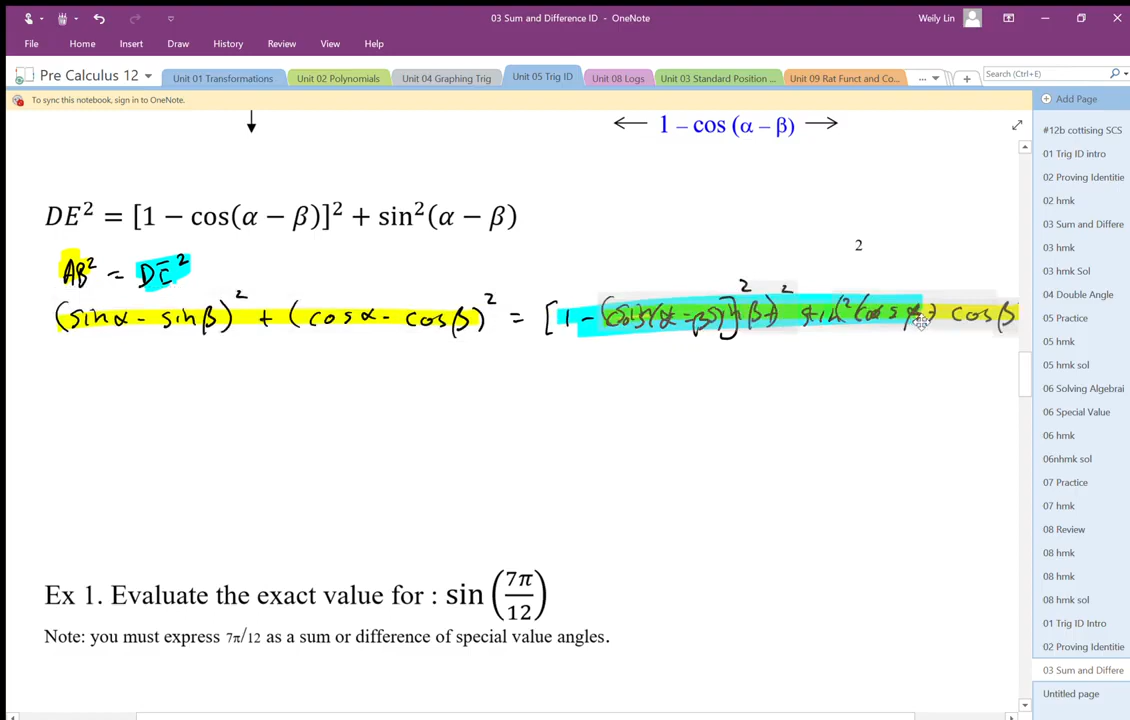 03 Sum and Difference ID - OneNote
Weily Lin
File Home Insert Draw History Review View Help
Pre Calculus 12
Unit 01 Transformations
Unit 02 Polynomials
Unit 04 Graphing Trig
Unit 05 Trig ID
Unit 08 Logs
Unit 03 Standard Position ...
Unit 09 Rat Funct and Co...
...
Search (Ctrl+E)
To sync this notebook, sign in to OneNote.
1 – cos (α – β)
DE² = [1 − cos(α − β)]² + sin²(α − β)
2
AB² = DE²
(sinα - sinβ)² + (cosα - cosβ)² = [1 - cos(α - β)]² + sin²(
Ex 1. Evaluate the exact value for : sin (7π/12)
Note: you must express 7π/12 as a sum or difference of special value angles.
Add Page
#12b cottising SCS
01 Trig ID intro
02 Proving Identitie
02 hmk
03 Sum and Differe
03 hmk
03 hmk Sol
04 Double Angle
05 Practice
05 hmk
05 hmk sol
06 Solving Algebrai
06 Special Value
06 hmk
06nhmk sol
07 Practice
07 hmk
08 Review
08 hmk
08 hmk
08 hmk sol
01 Trig ID Intro
02 Proving Identitie
03 Sum and Differe
Untitled page